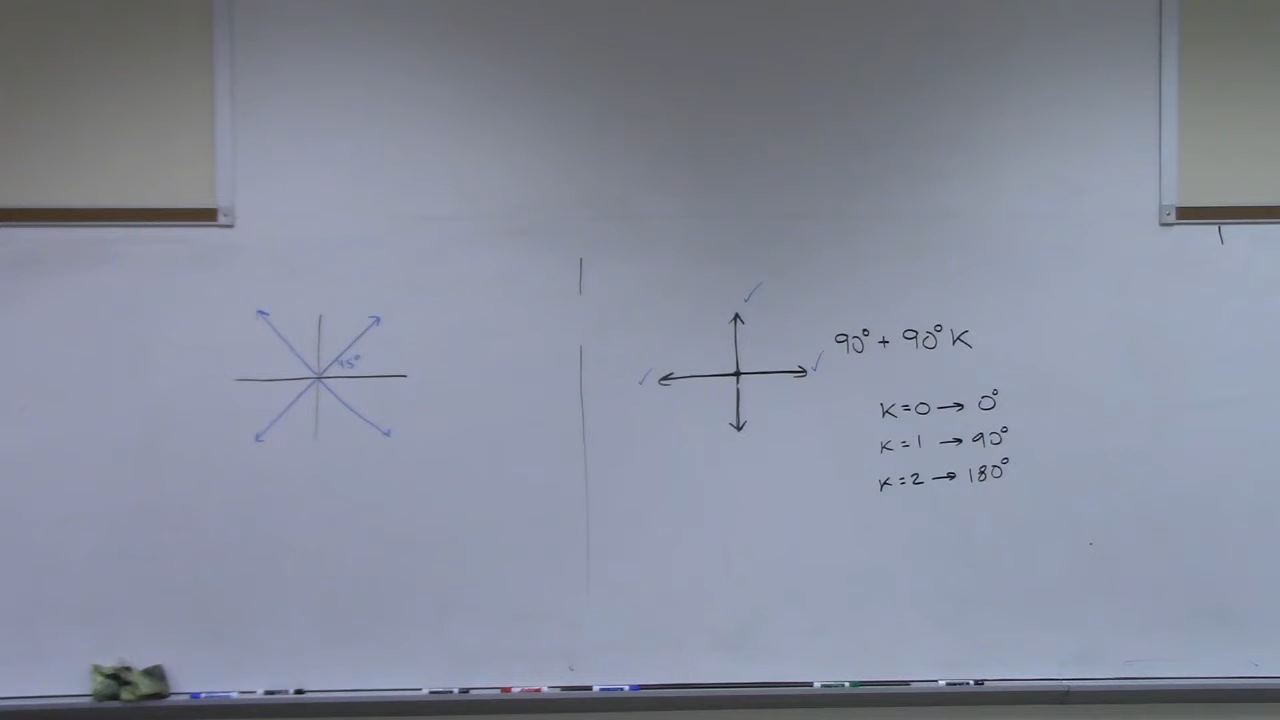 45°
90° + 90° K
K = 0 → 0°
K = 1 → 90°
K = 2 → 180°